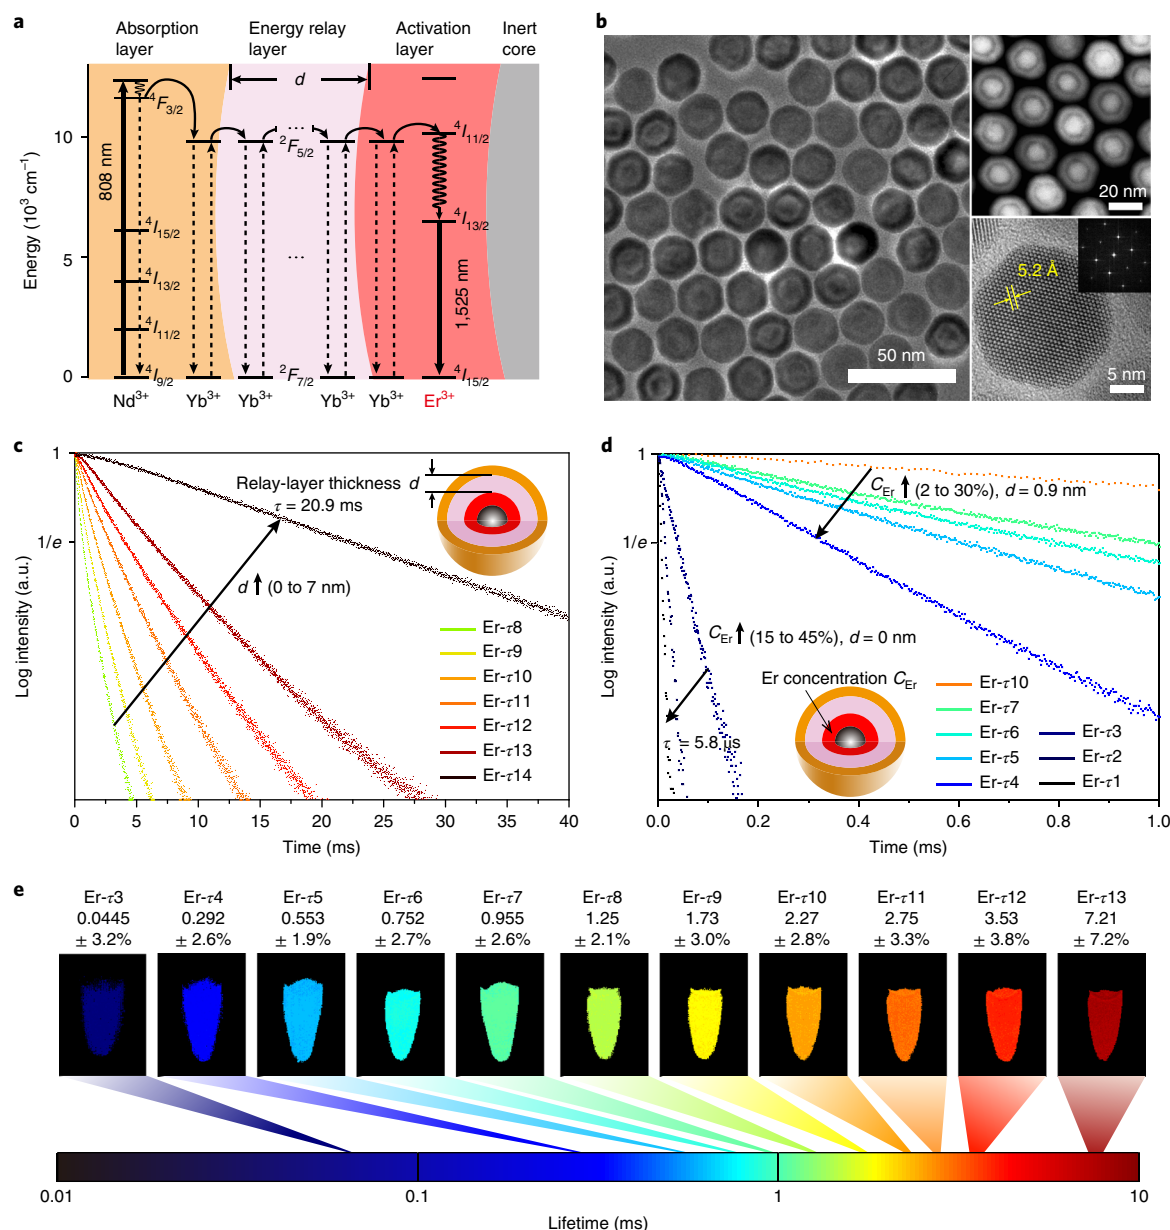 a
Absorption layer
Energy relay layer
Activation layer
Inert core
d
Energy (10³ cm⁻¹)
10
5
0
808 nm
⁴F3/2
⁴I15/2
⁴I13/2
⁴I11/2
⁴I9/2
...
²F5/2
...
²F7/2
⁴I11/2
⁴I13/2
1,525 nm
⁴I15/2
Nd³⁺
Yb³⁺
Yb³⁺
Yb³⁺
Yb³⁺
Er³⁺
b
50 nm
20 nm
5.2 Å
5 nm
c
Log intensity (a.u.)
1
1/e
Relay-layer thickness d
τ = 20.9 ms
d ↑ (0 to 7 nm)
Er-τ8
Er-τ9
Er-τ10
Er-τ11
Er-τ12
Er-τ13
Er-τ14
0 5 10 15 20 25 30 35 40
Time (ms)
d
Log intensity (a.u.)
1
1/e
CEr ↑ (2 to 30%), d = 0.9 nm
CEr ↑ (15 to 45%), d = 0 nm
Er concentration CEr
τ = 5.8 μs
Er-τ10
Er-τ7
Er-τ6
Er-τ5
Er-τ4
Er-τ3
Er-τ2
Er-τ1
0.0 0.2 0.4 0.6 0.8 1.0
Time (ms)
e
Er-τ3 Er-τ4 Er-τ5 Er-τ6 Er-τ7 Er-τ8 Er-τ9 Er-τ10 Er-τ11 Er-τ12 Er-τ13
0.0445 0.292 0.553 0.752 0.955 1.25 1.73 2.27 2.75 3.53 7.21
± 3.2% ± 2.6% ± 1.9% ± 2.7% ± 2.6% ± 2.1% ± 3.0% ± 2.8% ± 3.3% ± 3.8% ± 7.2%
0.01 0.1 1 10
Lifetime (ms)